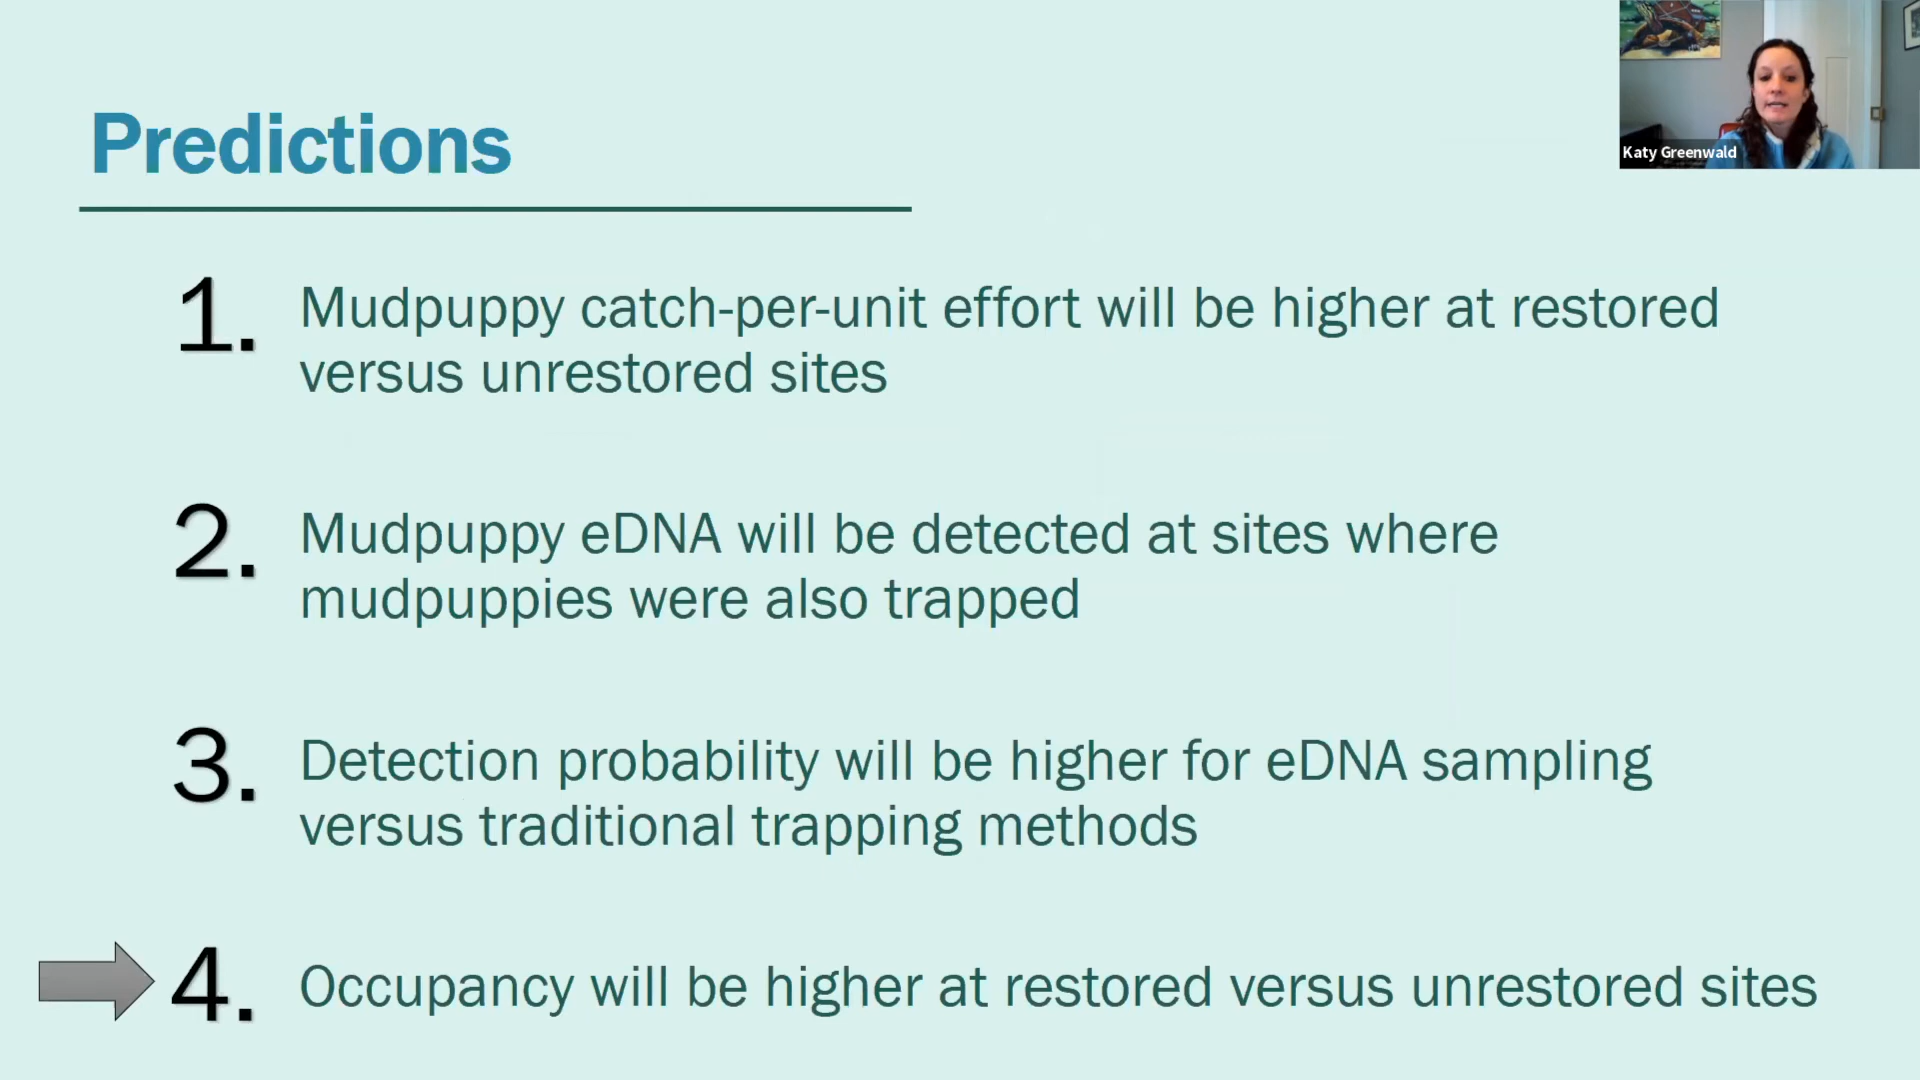 Predictions
Katy Greenwald
1. Mudpuppy catch-per-unit effort will be higher at restored
versus unrestored sites
2. Mudpuppy eDNA will be detected at sites where
mudpuppies were also trapped
3. Detection probability will be higher for eDNA sampling
versus traditional trapping methods
4. Occupancy will be higher at restored versus unrestored sites